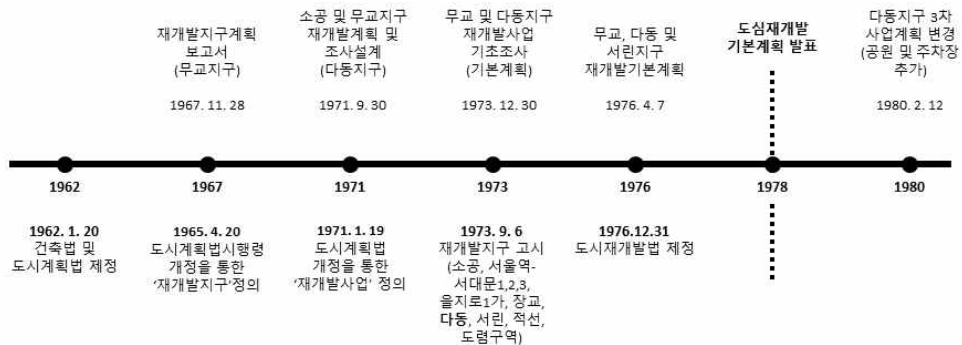 재개발지구계획
보고서
(무교지구)
1967. 11. 28
소공 및 무교지구
재개발계획 및
조사설계
(다동지구)
1971. 9. 30
무교 및 다동지구
재개발사업
기초조사
(기본계획)
1973. 12. 30
무교, 다동 및
서린지구
재개발기본계획
1976. 4. 7
도심재개발
기본계획 발표
다동지구 3차
사업계획 변경
(공원 및 주차장
추가)
1980. 2. 12
1962
1967
1971
1973
1976
1978
1980
1962. 1. 20
건축법 및
도시계획법 제정
1965. 4. 20
도시계획법시행령
개정을 통한
‘재개발지구’정의
1971. 1. 19
도시계획법
개정을 통한
‘재개발사업’ 정의
1973. 9. 6
재개발지구 고시
(소공, 서울역-
서대문1,2,3,
을지로1가, 장교,
다동, 서린, 적선,
도렴구역)
1976.12.31
도시재개발법 제정